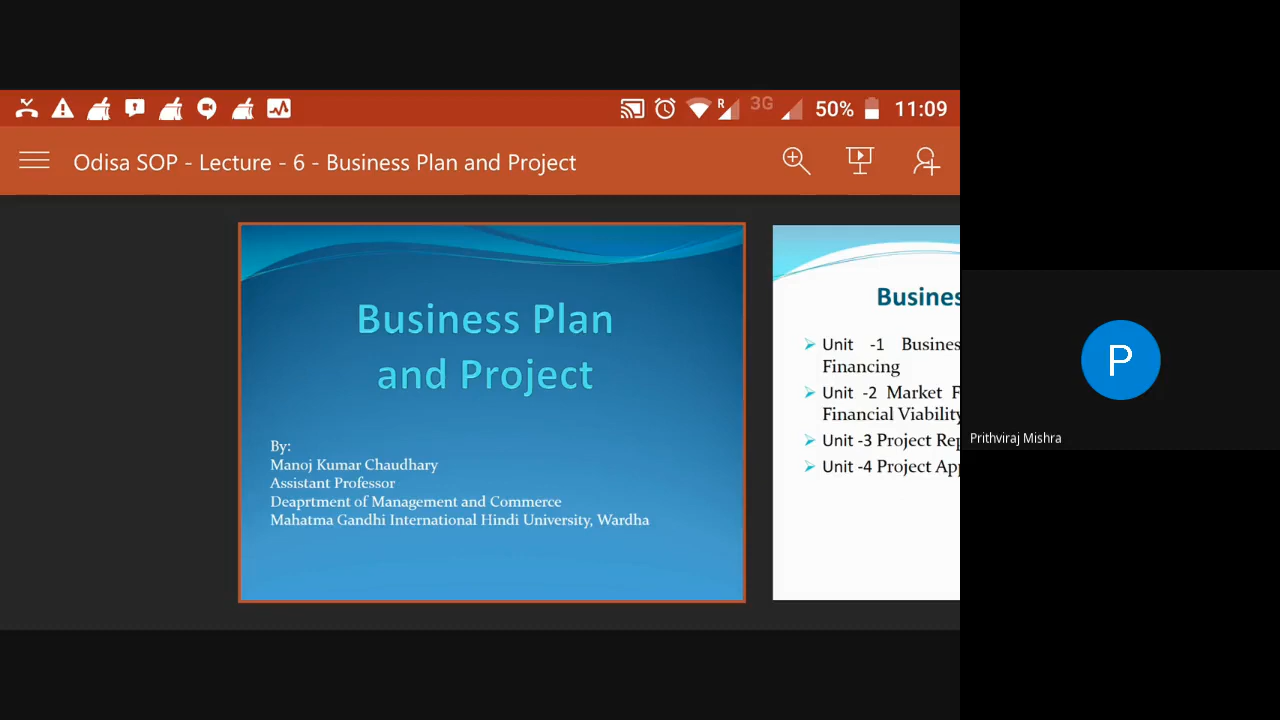 R
3G
50%
11:09
Odisa SOP - Lecture - 6 - Business Plan and Project
Business Plan
and Project
By:
Manoj Kumar Chaudhary
Assistant Professor
Deaprtment of Management and Commerce
Mahatma Gandhi International Hindi University, Wardha
Unit -1
Financing
Unit -2 Market
Financial Viability
Unit -3 Project
Unit -4 Project
P
Prithviraj Mishra